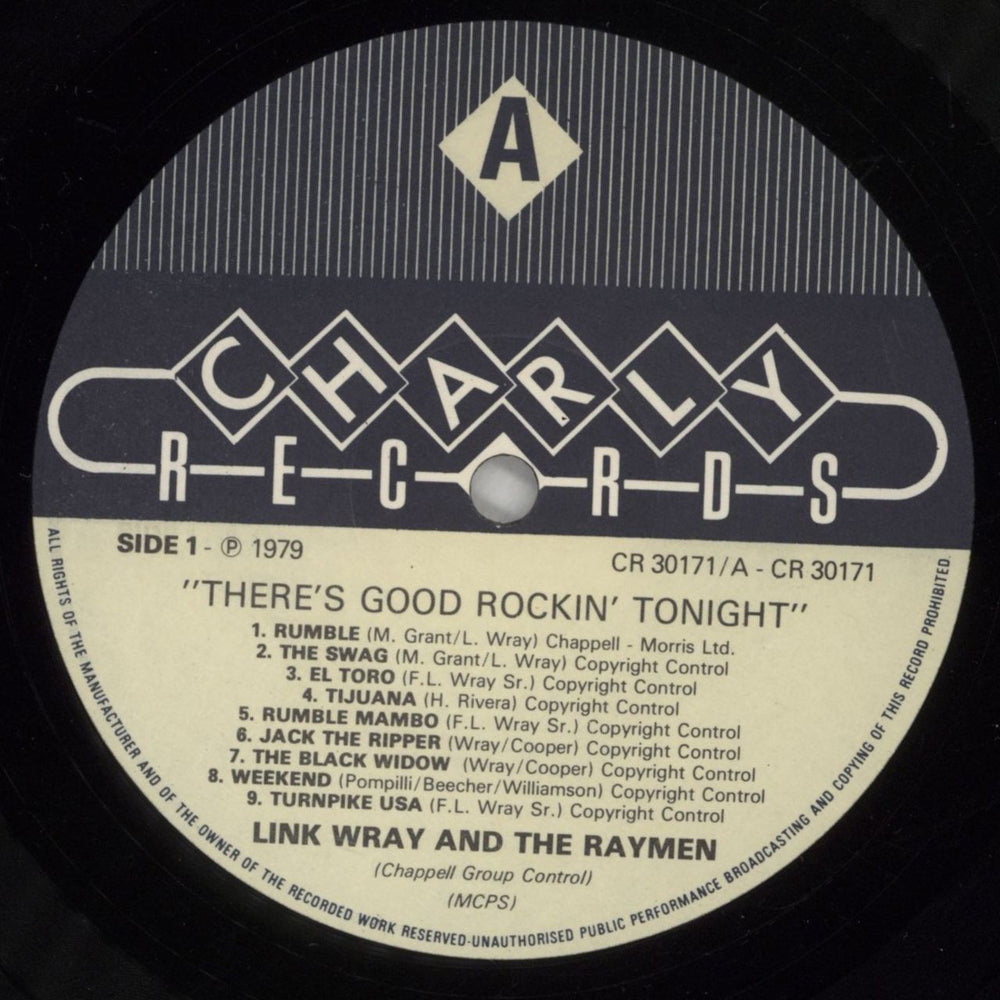 A
CHARLY
RECORDS
SIDE 1 - ℗ 1979
CR 30171/A - CR 30171
"THERE'S GOOD ROCKIN' TONIGHT"
1. RUMBLE (M. Grant/L. Wray) Chappell - Morris Ltd.
2. THE SWAG (M. Grant/L. Wray) Copyright Control
3. EL TORO (F.L. Wray Sr.) Copyright Control
4. TIJUANA (H. Rivera) Copyright Control
5. RUMBLE MAMBO (F.L. Wray Sr.) Copyright Control
6. JACK THE RIPPER (Wray/Cooper) Copyright Control
7. THE BLACK WIDOW (Wray/Cooper) Copyright Control
8. WEEKEND (Pompilli/Beecher/Williamson) Copyright Control
9. TURNPIKE USA (F.L. Wray Sr.) Copyright Control
LINK WRAY AND THE RAYMEN
(Chappell Group Control)
(MCPS)
ALL RIGHTS OF THE MANUFACTURER AND OF THE OWNER OF THE RECORDED WORK RESERVED-UNAUTHORISED PUBLIC PERFORMANCE BROADCASTING AND COPYING OF THIS RECORD PROHIBITED.